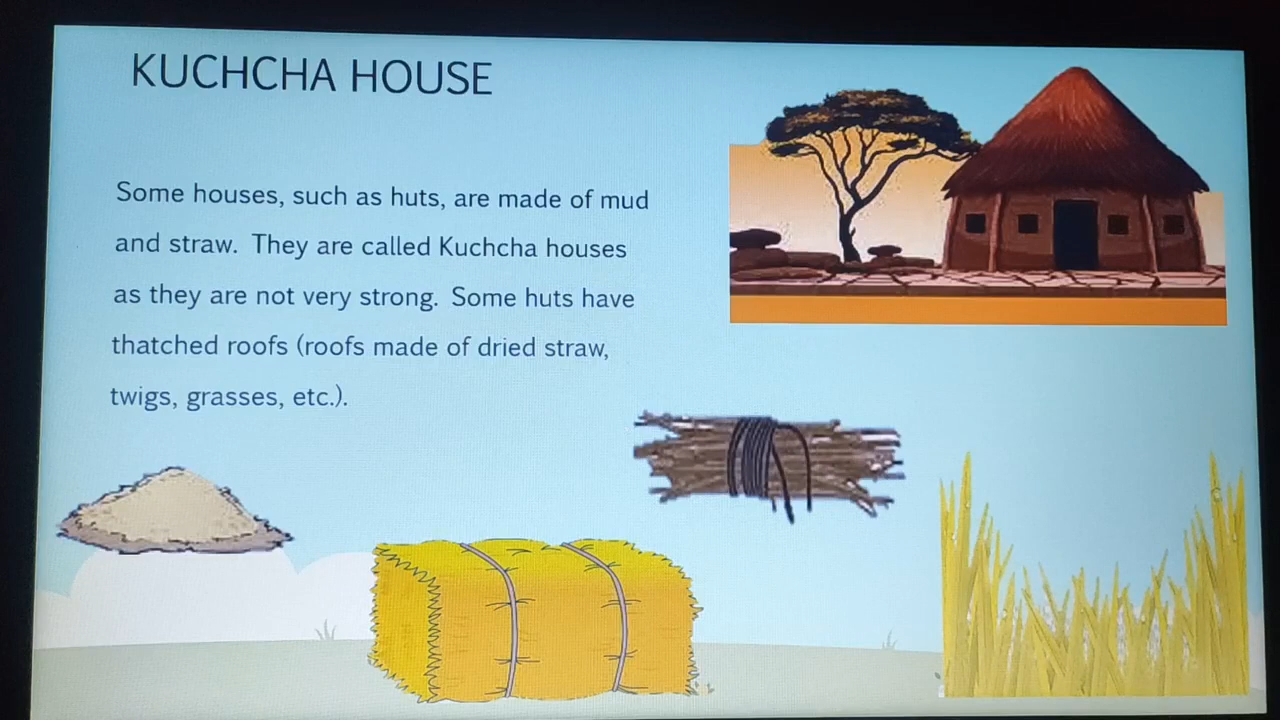 KUCHCHA HOUSE
Some houses, such as huts, are made of mud
and straw. They are called Kuchcha houses
as they are not very strong. Some huts have
thatched roofs (roofs made of dried straw,
twigs, grasses, etc.).